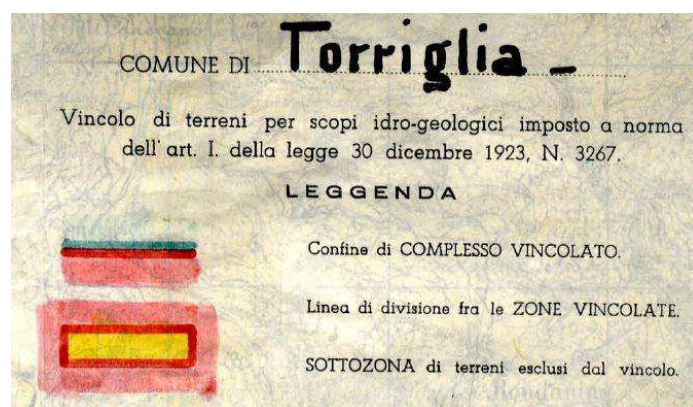 COMUNE DI Torriglia -
Vincolo di terreni per scopi idro-geologici imposto a norma
dell'art. I. della legge 30 dicembre 1923, N. 3267.
LEGGENDA
Confine di COMPLESSO VINCOLATO.
Linea di divisione fra le ZONE VINCOLATE.
SOTTOZONA di terreni esclusi dal vincolo.